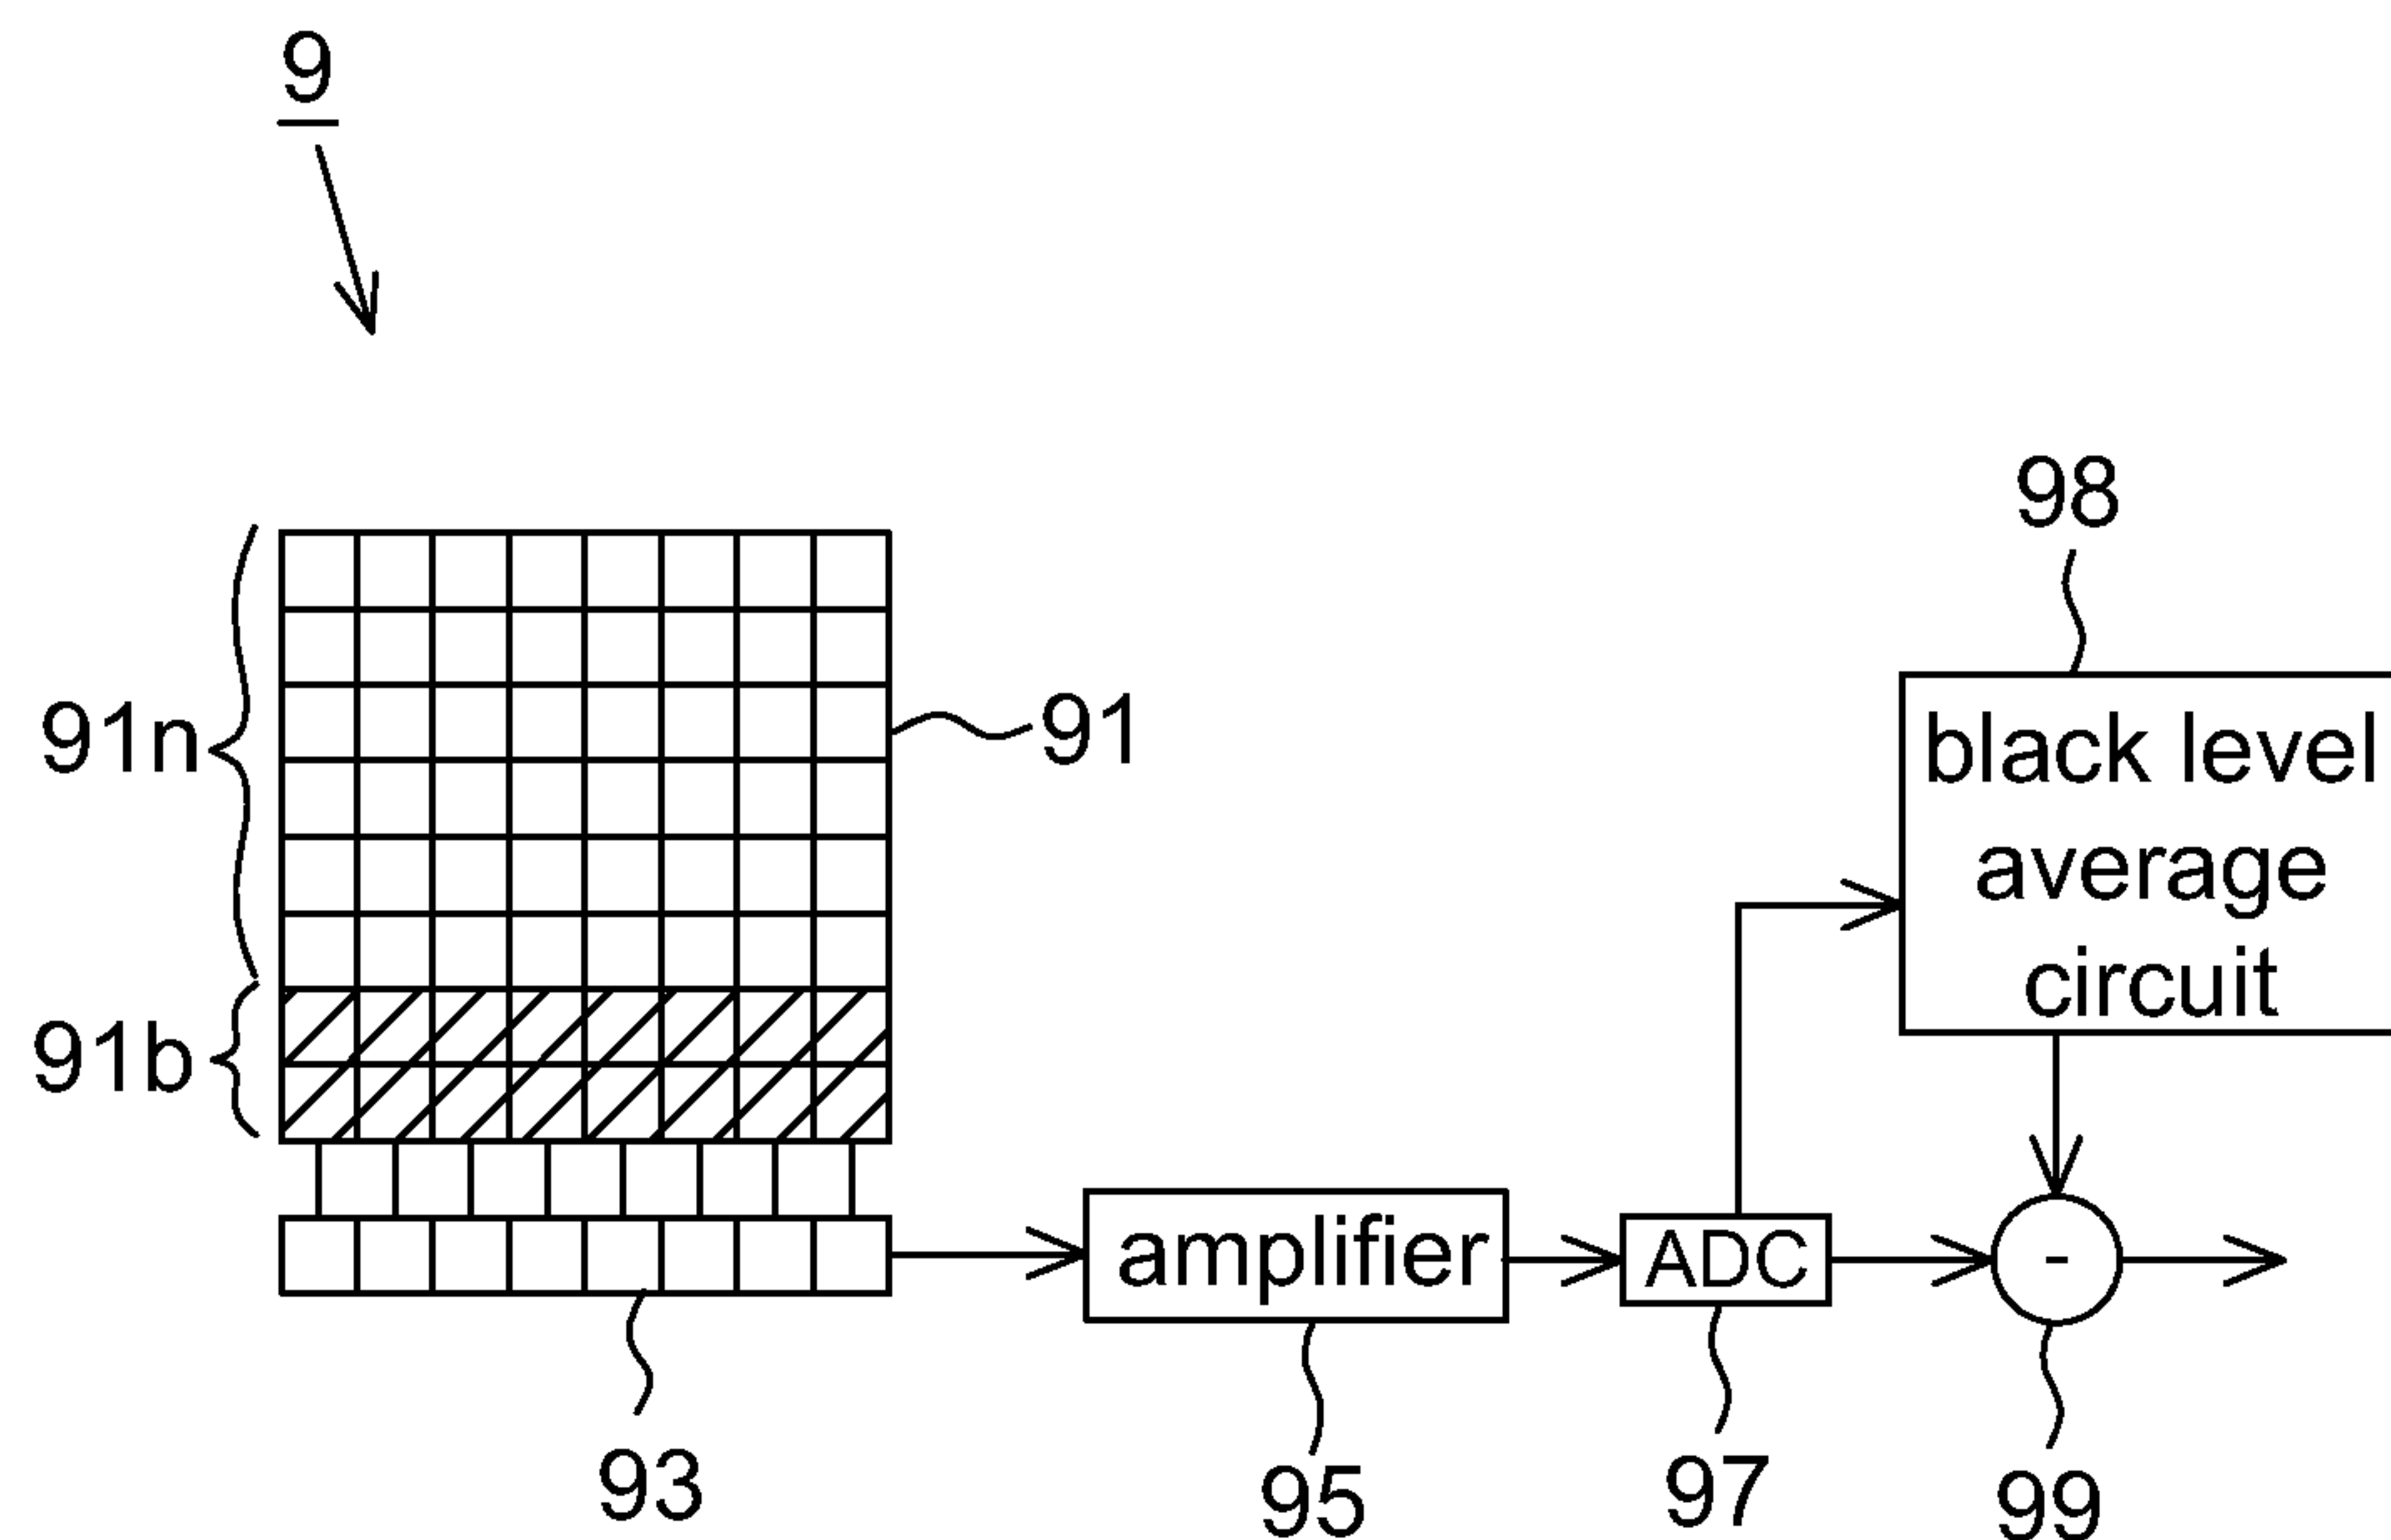 9
98
91n
91
black level
average
circuit
91b
amplifier
ADC
-
93
95
97
99